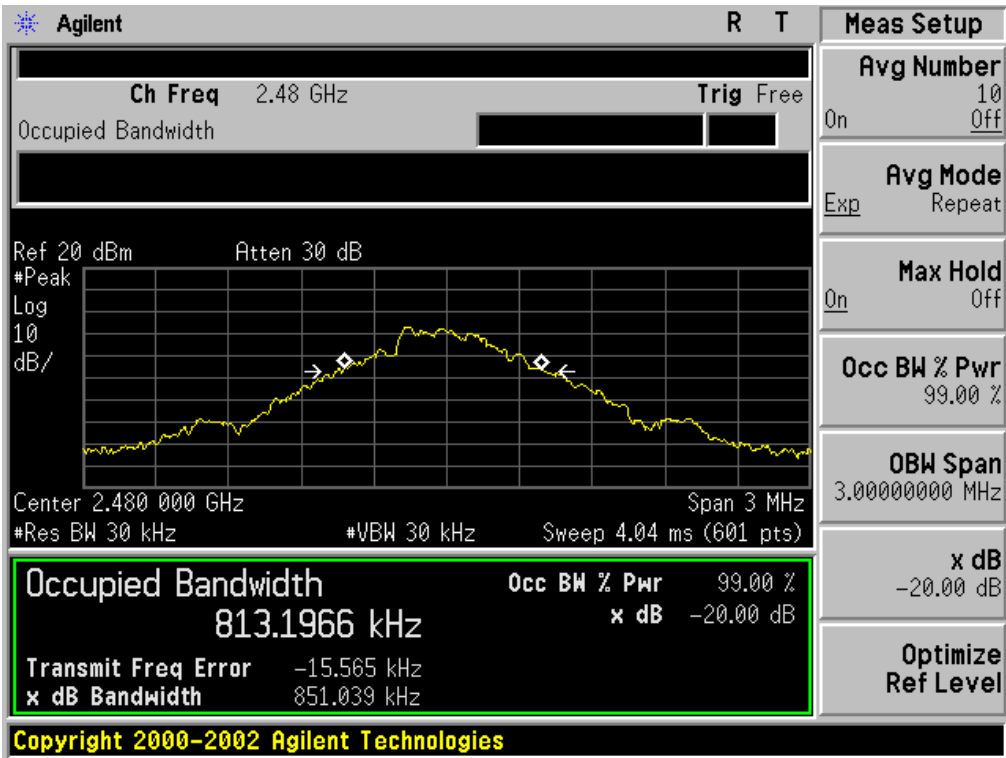 Agilent R T
Ch Freq 2.48 GHz Trig Free
Occupied Bandwidth
Ref 20 dBm Atten 30 dB
#Peak
Log
10
dB/
Center 2.480 000 GHz Span 3 MHz
#Res BW 30 kHz #VBW 30 kHz Sweep 4.04 ms (601 pts)
Occupied Bandwidth Occ BW % Pwr 99.00 %
813.1966 kHz x dB -20.00 dB
Transmit Freq Error -15.565 kHz
x dB Bandwidth 851.039 kHz
Copyright 2000-2002 Agilent Technologies
Meas Setup
Avg Number
10
On Off
Avg Mode
Exp Repeat
Max Hold
On Off
Occ BW % Pwr
99.00 %
OBW Span
3.00000000 MHz
x dB
-20.00 dB
Optimize
Ref Level